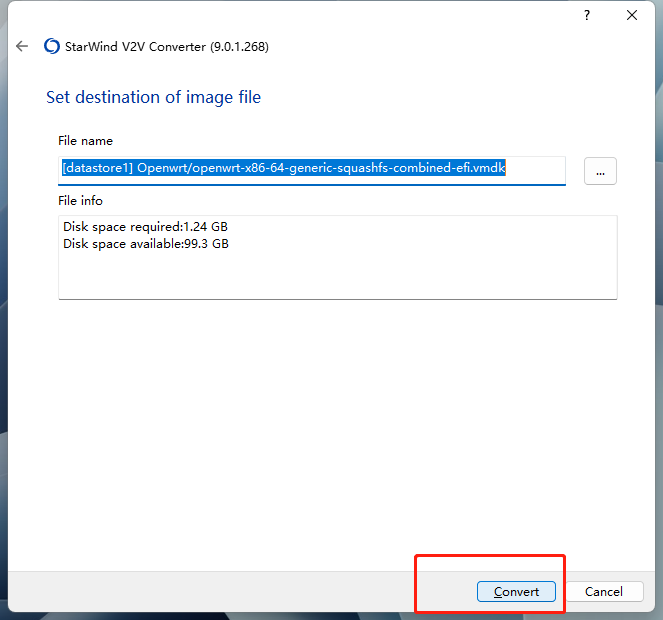 ?
StarWind V2V Converter (9.0.1.268)
Set destination of image file
File name
[datastore1] Openwrt/openwrt-x86-64-generic-squashfs-combined-efi.vmdk
...
File info
Disk space required:1.24 GB
Disk space available:99.3 GB
Convert
Cancel